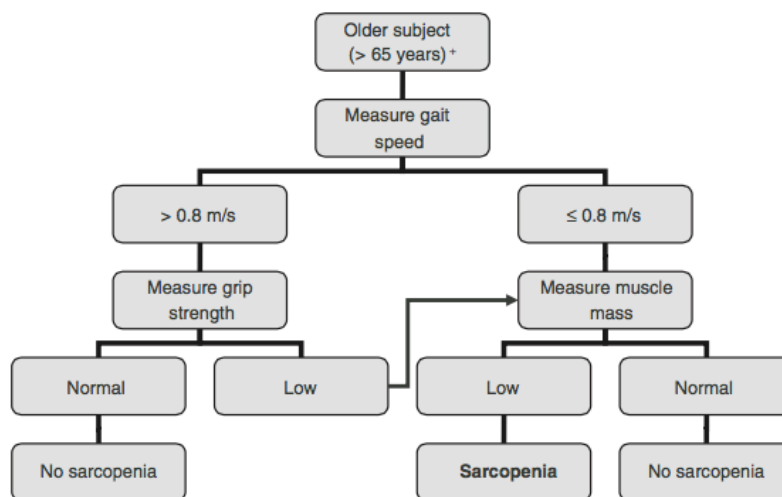 Older subject
(> 65 years) +
Measure gait
speed
> 0.8 m/s
≤ 0.8 m/s
Measure grip
strength
Measure muscle
mass
Normal
Low
Low
Normal
No sarcopenia
Sarcopenia
No sarcopenia